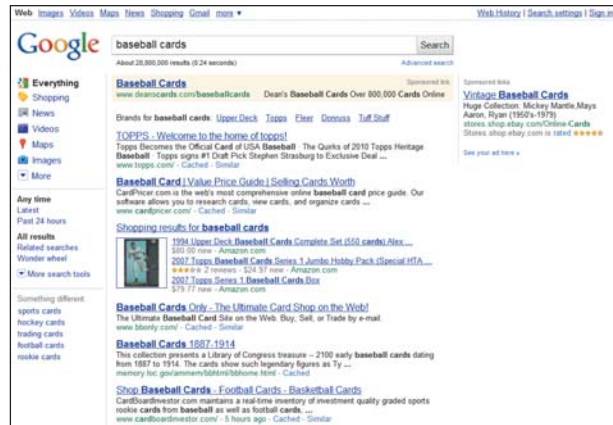 Web Images Videos Maps News Shopping Gmail more ▼
Web History | Search settings | Sign in
Google
baseball cards
Search
About 28,800,000 results (0.24 seconds)
Advanced search
Everything
Shopping
News
Videos
Maps
Images
More
Any time
Latest
Past 24 hours
All results
Related searches
Wonder wheel
More search tools
Something different
sports cards
hockey cards
trading cards
football cards
rookie cards
Baseball Cards
Sponsored link
www.deanscards.com/baseballcards Dean's Baseball Cards Over 800,000 Cards Online
Brands for baseball cards: Upper Deck Topps Fleer Donruss Tuff Stuff
TOPPS - Welcome to the home of topps!
Topps Becomes the Official Card of USA Baseball · The Quirks of 2010 Topps Heritage
Baseball · Topps signs #1 Draft Pick Stephen Strasburg to Exclusive Deal ...
www.topps.com/ - Cached - Similar
Baseball Card | Value Price Guide | Selling Cards Worth
CardPricer.com is the web's most comprehensive online baseball card price guide. Our
software allows you to research cards, view cards, and organize cards ...
www.cardpricer.com/ - Cached - Similar
Shopping results for baseball cards
1994 Upper Deck Baseball Cards Complete Set (550 cards) Alex ...
$80.00 new - Amazon.com
2007 Topps Baseball Cards Series 1 Jumbo Hobby Pack (Special HTA ...
2 reviews - $24.97 new - Amazon.com
2007 Topps Series 1 Baseball Cards Box
$79.77 new - Amazon.com
Baseball Cards Only - The Ultimate Card Shop on the Web!
The Ultimate Baseball Card Site on the Web. Buy, Sell, or Trade by e-mail.
www.bbonly.com/ - Cached - Similar
Baseball Cards 1887-1914
This collection presents a Library of Congress treasure -- 2100 early baseball cards dating
from 1887 to 1914. The cards show such legendary figures as Ty ...
memory.loc.gov/ammem/bbhtml/bbhome.html - Cached
Shop Baseball Cards - Football Cards - Basketball Cards
CardBoardInvestor.com maintains a real-time inventory of investment quality graded sports
rookie cards from baseball as well as football cards, ...
www.cardboardinvestor.com/ - 5 hours ago - Cached - Similar
Sponsored links
Vintage Baseball Cards
Huge Collection: Mickey Mantle,Mays
Aaron, Ryan (1950's-1979)
stores.shop.ebay.com/Online-Cards
Stores.shop.ebay.com is rated
See your ad here »